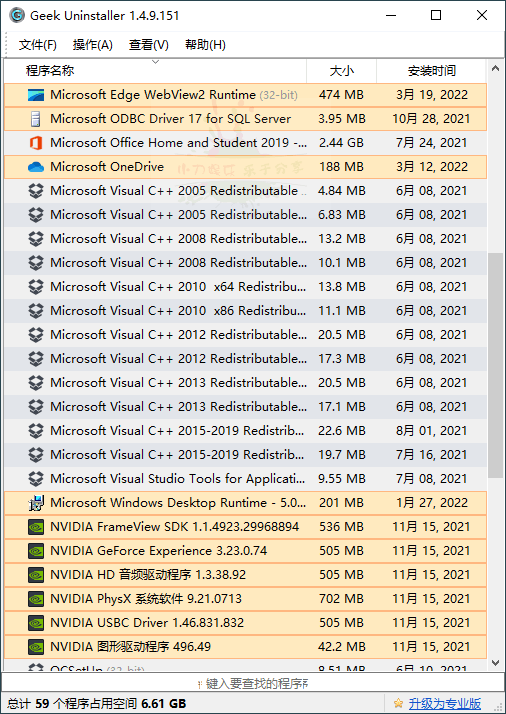 Geek Uninstaller 1.4.9.151
文件(F) 操作(A) 查看(V) 帮助(H)
程序名称 大小 安装时间
Microsoft Edge WebView2 Runtime (32-bit) 474 MB 3月 19, 2022
Microsoft ODBC Driver 17 for SQL Server 3.95 MB 10月 28, 2021
Microsoft Office Home and Student 2019 -... 2.44 GB 7月 24, 2021
Microsoft OneDrive 188 MB 3月 12, 2022
Microsoft Visual C++ 2005 Redistributable ... 4.84 MB 6月 08, 2021
Microsoft Visual C++ 2005 Redistributable... 6.83 MB 6月 08, 2021
Microsoft Visual C++ 2008 Redistributable... 13.2 MB 6月 08, 2021
Microsoft Visual C++ 2008 Redistributable... 10.1 MB 6月 08, 2021
Microsoft Visual C++ 2010 x64 Redistribu... 13.8 MB 6月 08, 2021
Microsoft Visual C++ 2010 x86 Redistribu... 11.1 MB 6月 08, 2021
Microsoft Visual C++ 2012 Redistributable... 20.5 MB 6月 08, 2021
Microsoft Visual C++ 2012 Redistributable... 17.3 MB 6月 08, 2021
Microsoft Visual C++ 2013 Redistributable... 20.5 MB 6月 08, 2021
Microsoft Visual C++ 2013 Redistributable... 17.1 MB 6月 08, 2021
Microsoft Visual C++ 2015-2019 Redistrib... 22.6 MB 8月 01, 2021
Microsoft Visual C++ 2015-2019 Redistrib... 19.7 MB 7月 16, 2021
Microsoft Visual Studio Tools for Applicati... 9.55 MB 7月 08, 2021
Microsoft Windows Desktop Runtime - 5.0... 201 MB 1月 27, 2022
NVIDIA FrameView SDK 1.1.4923.29968894 536 MB 11月 15, 2021
NVIDIA GeForce Experience 3.23.0.74 505 MB 11月 15, 2021
NVIDIA HD 音频驱动程序 1.3.38.92 505 MB 11月 15, 2021
NVIDIA PhysX 系统软件 9.21.0713 702 MB 11月 15, 2021
NVIDIA USBC Driver 1.46.831.832 505 MB 11月 15, 2021
NVIDIA 图形驱动程序 496.49 42.2 MB 11月 15, 2021
OCSetUp (32-bit) 8.51 MB 6月 10, 2021
键入要查找的程序
总计 59 个程序占用空间 6.61 GB 升级为专业版